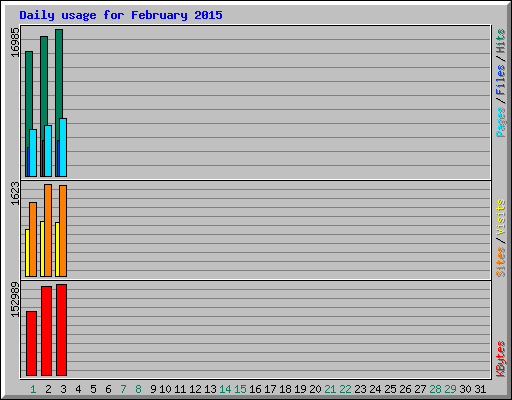 Daily usage for February 2015
16985
Pages / Files / Hits
1623
Sites / Visits
152989
KBytes
1 2 3 4 5 6 7 8 9 10 11 12 13 14 15 16 17 18 19 20 21 22 23 24 25 26 27 28 29 30 31